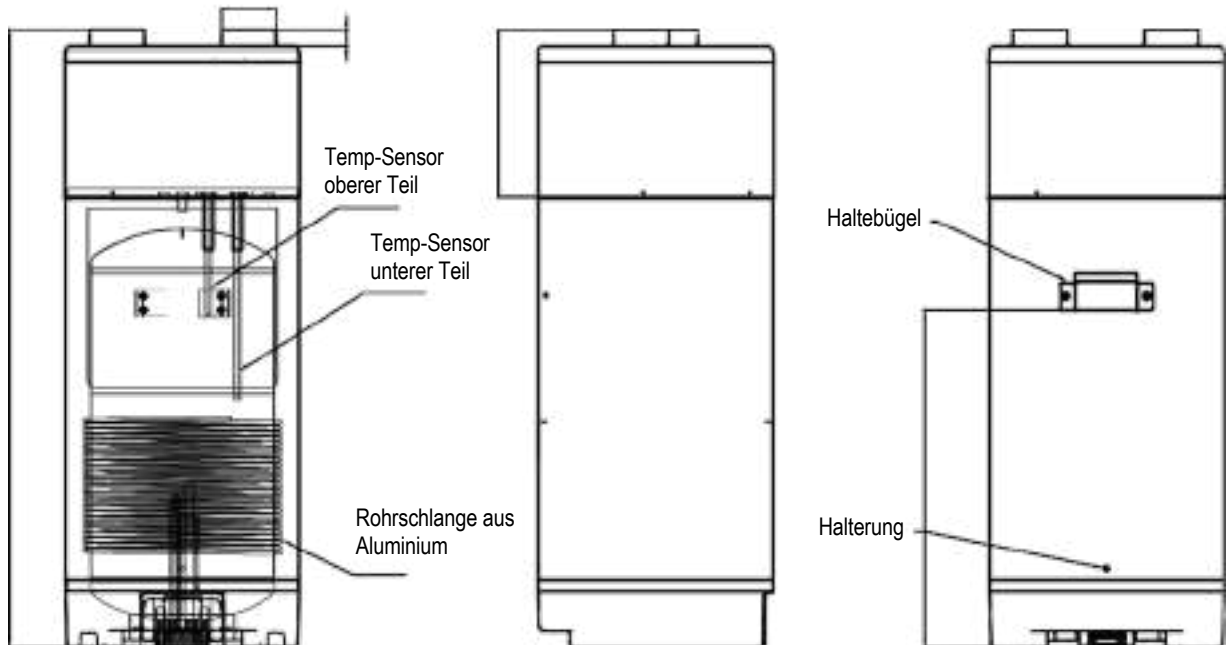 Temp-Sensor
oberer Teil
Temp-Sensor
unterer Teil
Rohrschlange aus
Aluminium
Haltebügel
Halterung